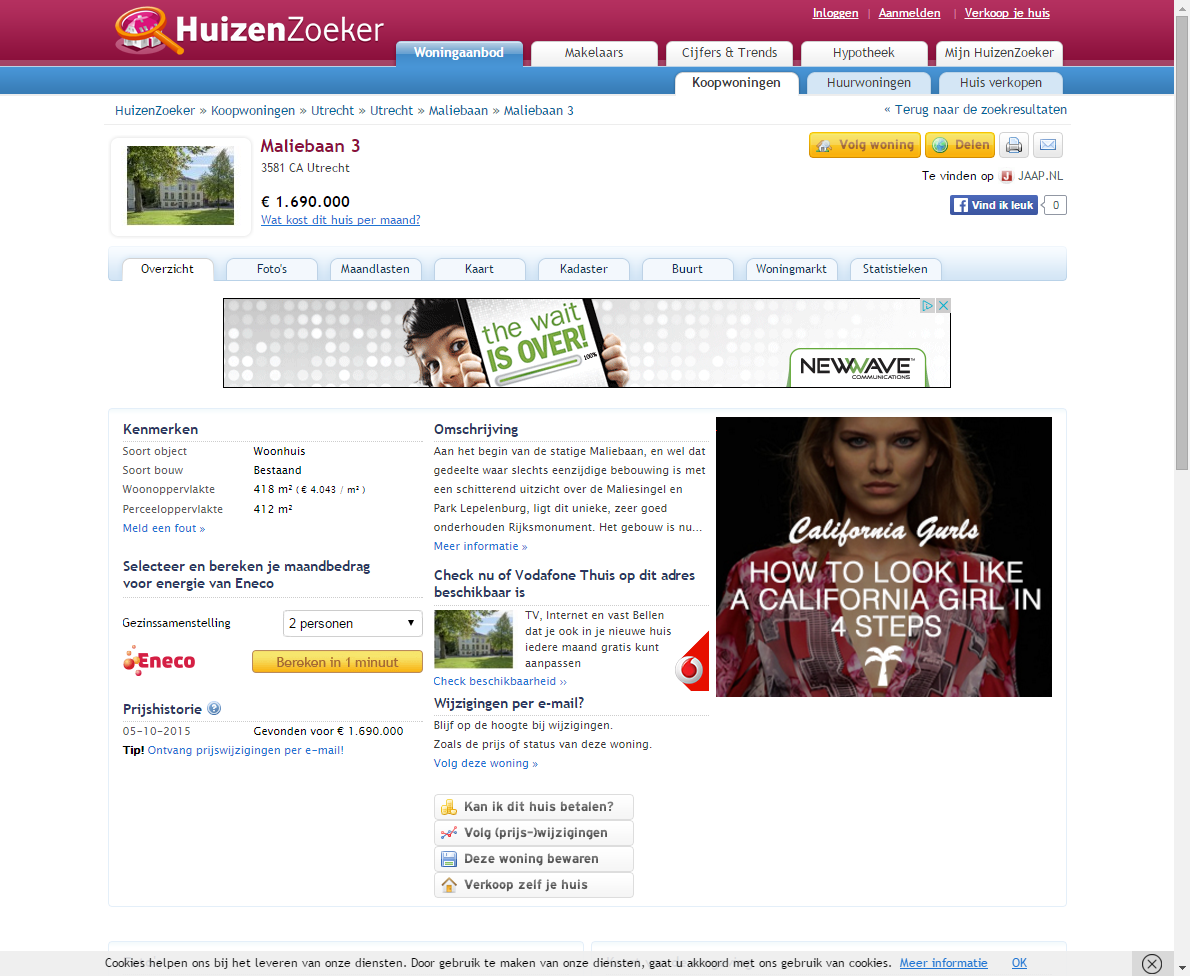 Inloggen | Aanmelden | Verkoop je huis
HuizenZoeker
Woningaanbod Makelaars Cijfers & Trends Hypotheek Mijn HuizenZoeker
Koopwoningen Huurwoningen Huis verkopen
HuizenZoeker » Koopwoningen » Utrecht » Utrecht » Maliebaan » Maliebaan 3
« Terug naar de zoekresultaten
Maliebaan 3
3581 CA Utrecht
€ 1.690.000
Wat kost dit huis per maand?
Volg woning Delen
Te vinden op JAAP.NL
Vind ik leuk 0
Overzicht Foto's Maandlasten Kaart Kadaster Buurt Woningmarkt Statistieken
the wait
IS OVER!
100%
NEWWAVE™
COMMUNICATIONS
Kenmerken
Soort object Woonhuis
Soort bouw Bestaand
Woonoppervlakte 418 m² ( € 4.043 / m² )
Perceeloppervlakte 412 m²
Meld een fout »
Selecteer en bereken je maandbedrag
voor energie van Eneco
Gezinssamenstelling 2 personen
Eneco Bereken in 1 minuut
Prijshistorie ?
05-10-2015 Gevonden voor € 1.690.000
Tip! Ontvang prijswijzigingen per e-mail!
Omschrijving
Aan het begin van de statige Maliebaan, en wel dat
gedeelte waar slechts eenzijdige bebouwing is met
een schitterend uitzicht over de Maliesingel en
Park Lepelenburg, ligt dit unieke, zeer goed
onderhouden Rijksmonument. Het gebouw is nu...
Meer informatie »
Check nu of Vodafone Thuis op dit adres
beschikbaar is
TV, Internet en vast Bellen
dat je ook in je nieuwe huis
iedere maand gratis kunt
aanpassen
Check beschikbaarheid ››
Wijzigingen per e-mail?
Blijf op de hoogte bij wijzigingen.
Zoals de prijs of status van deze woning.
Volg deze woning »
Kan ik dit huis betalen?
Volg (prijs-)wijzigingen
Deze woning bewaren
Verkoop zelf je huis
California Gurls
HOW TO LOOK LIKE
A CALIFORNIA GIRL IN
4 STEPS
Cookies helpen ons bij het leveren van onze diensten. Door gebruik te maken van onze diensten, gaat u akkoord met ons gebruik van cookies. Meer informatie OK